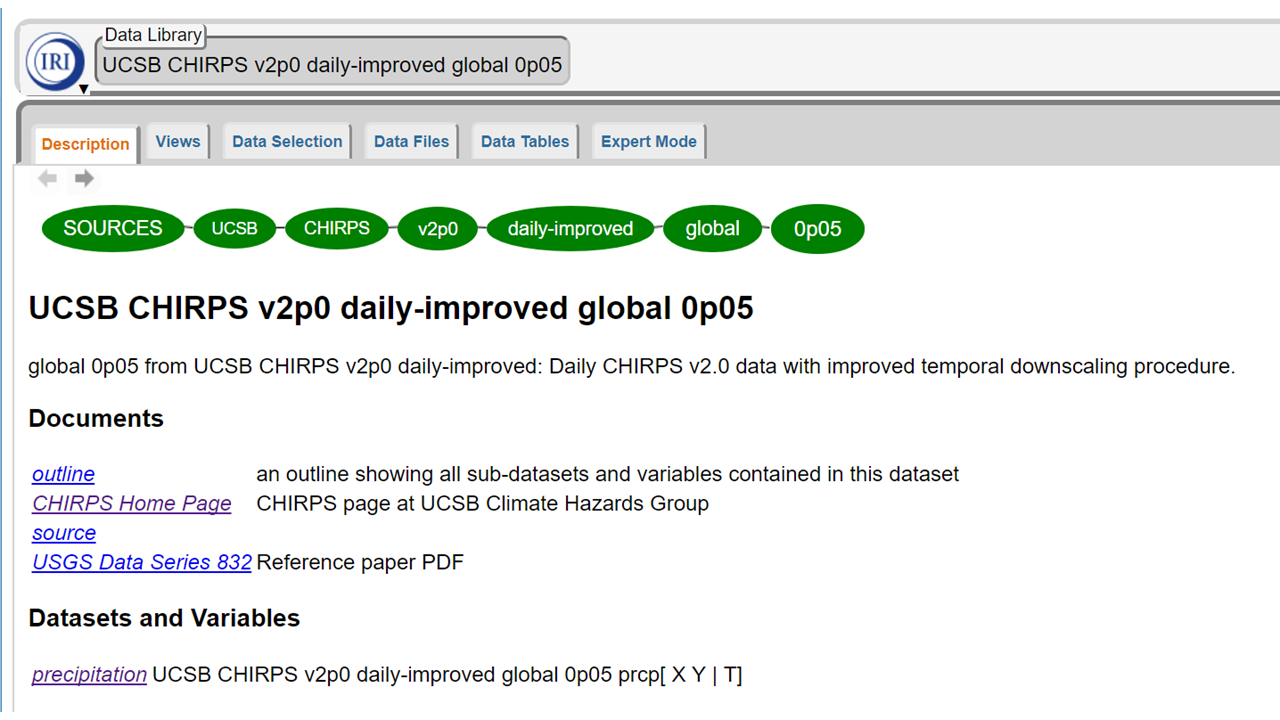 Data Library
IRI
UCSB CHIRPS v2p0 daily-improved global 0p05
Description Views Data Selection Data Files Data Tables Expert Mode
SOURCES UCSB CHIRPS v2p0 daily-improved global 0p05
UCSB CHIRPS v2p0 daily-improved global 0p05
global 0p05 from UCSB CHIRPS v2p0 daily-improved: Daily CHIRPS v2.0 data with improved temporal downscaling procedure.
Documents
outline an outline showing all sub-datasets and variables contained in this dataset
CHIRPS Home Page CHIRPS page at UCSB Climate Hazards Group
source
USGS Data Series 832 Reference paper PDF
Datasets and Variables
precipitation UCSB CHIRPS v2p0 daily-improved global 0p05 prcp[ X Y | T]